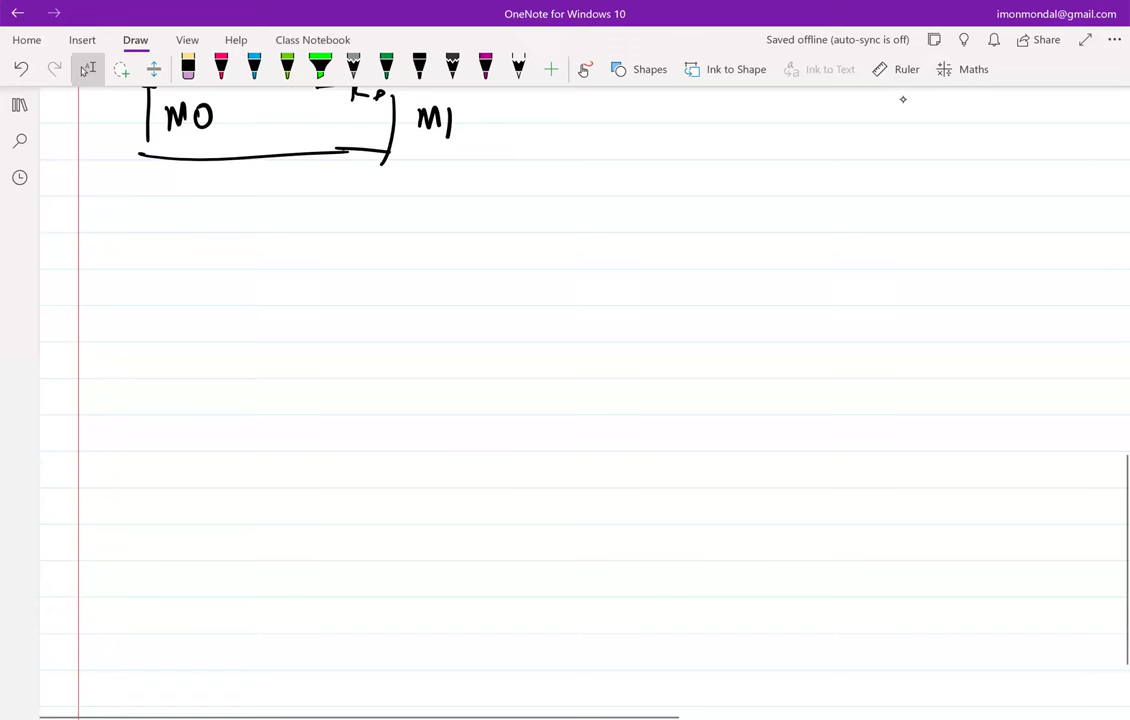 OneNote for Windows 10
imonmondal@gmail.com
Home Insert Draw View Help Class Notebook
Saved offline (auto-sync is off) Share
Shapes Ink to Shape Ink to Text Ruler Maths
M0 M1